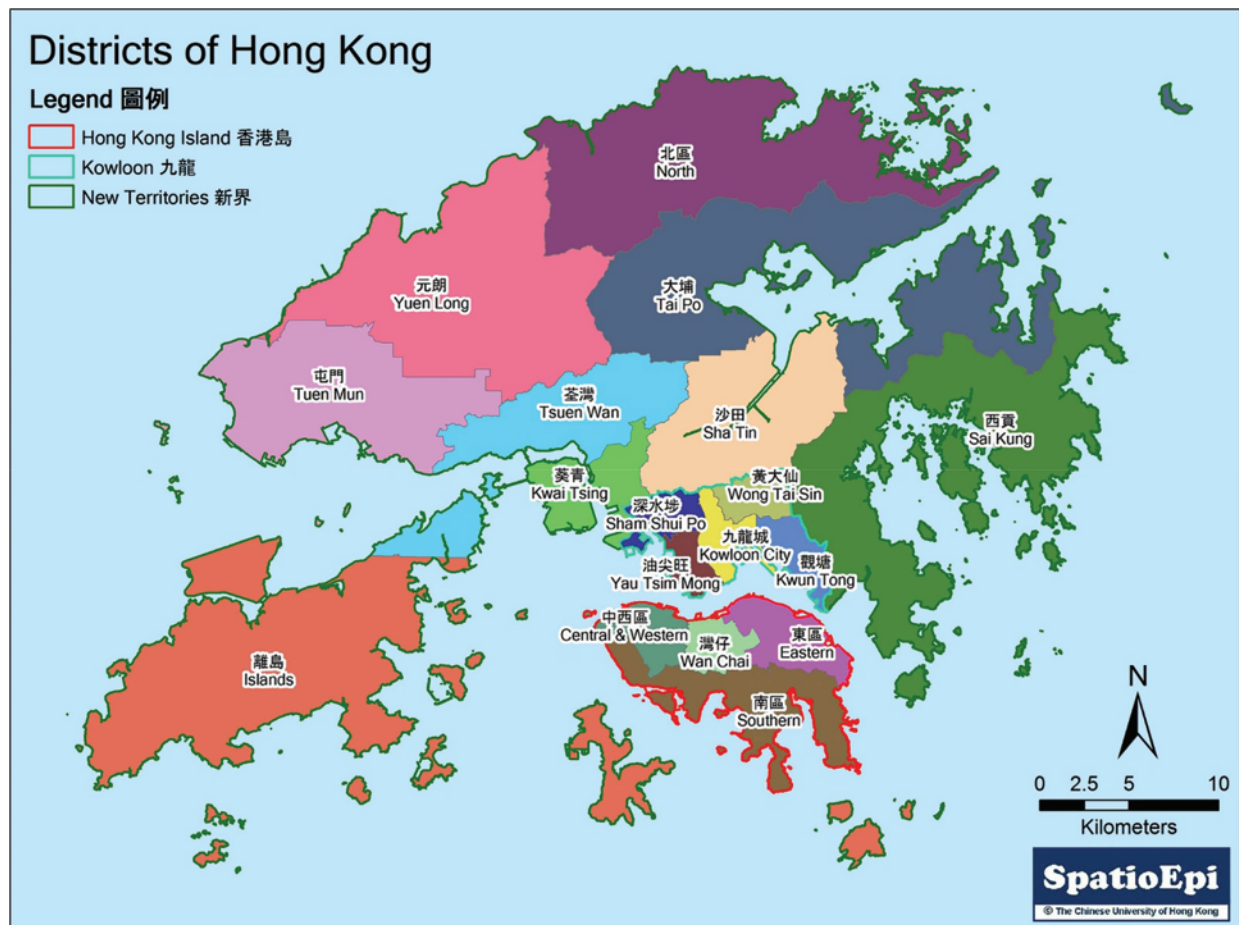 Districts of Hong Kong
Legend 圖例
Hong Kong Island 香港島
Kowloon 九龍
New Territories 新界
北區
North
元朗
Yuen Long
大埔
Tai Po
屯門
Tuen Mun
荃灣
Tsuen Wan
沙田
Sha Tin
西貢
Sai Kung
葵青
Kwai Tsing
黃大仙
Wong Tai Sin
深水埗
Sham Shui Po
九龍城
Kowloon City
觀塘
Kwun Tong
油尖旺
Yau Tsim Mong
中西區
Central & Western
灣仔
Wan Chai
東區
Eastern
離島
Islands
南區
Southern
N
0 2.5 5 10
Kilometers
SpatioEpi
© The Chinese University of Hong Kong